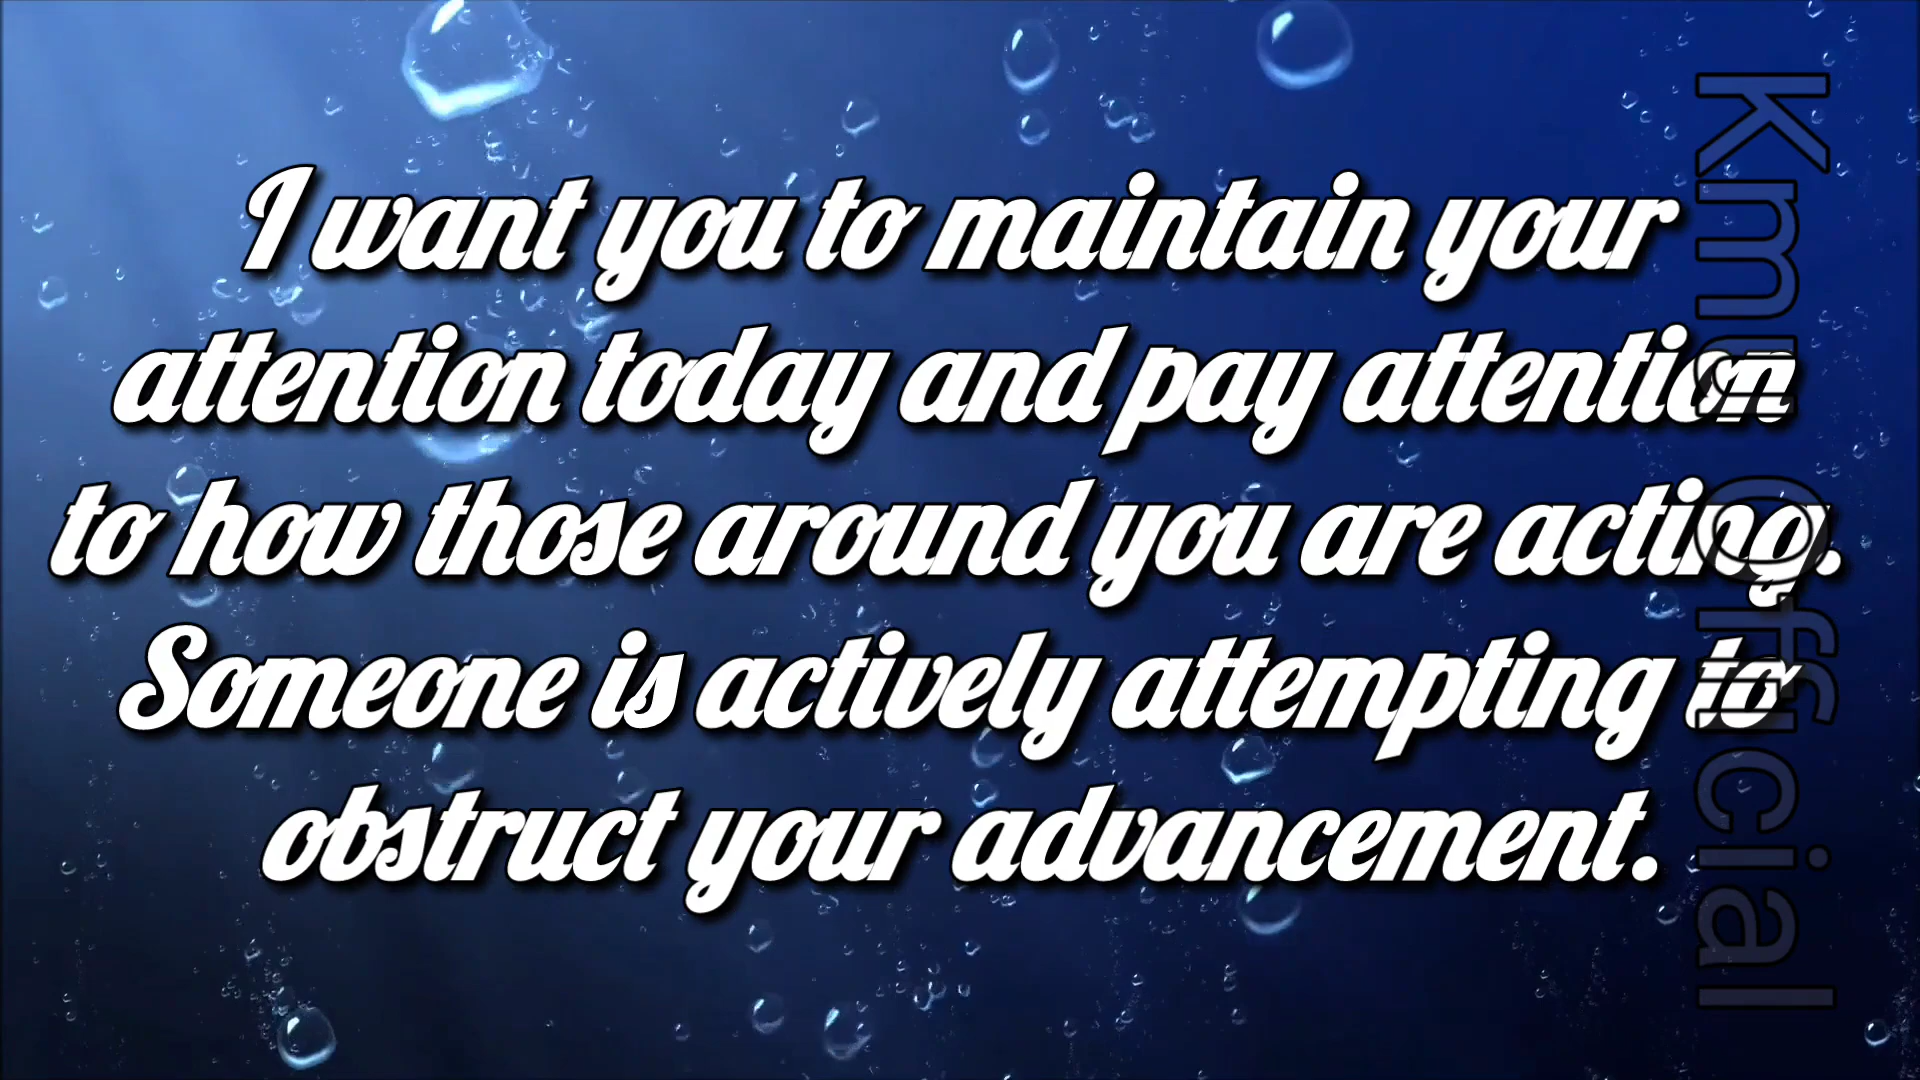 I want you to maintain your
attention today and pay attention
to how those around you are acting.
Someone is actively attempting to
obstruct your advancement.
Official